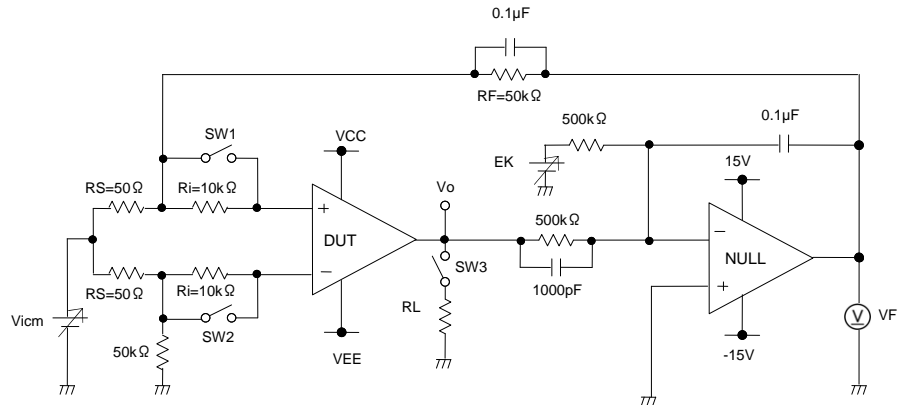 0.1µF
RF=50kΩ
0.1µF
500kΩ
SW1
VCC
EK
15V
RS=50Ω
Ri=10kΩ
Vo
500kΩ
+
DUT
−
−
NULL
+
SW3
RS=50Ω
Ri=10kΩ
1000pF
Vicm
SW2
RL
V
VF
50kΩ
VEE
-15V